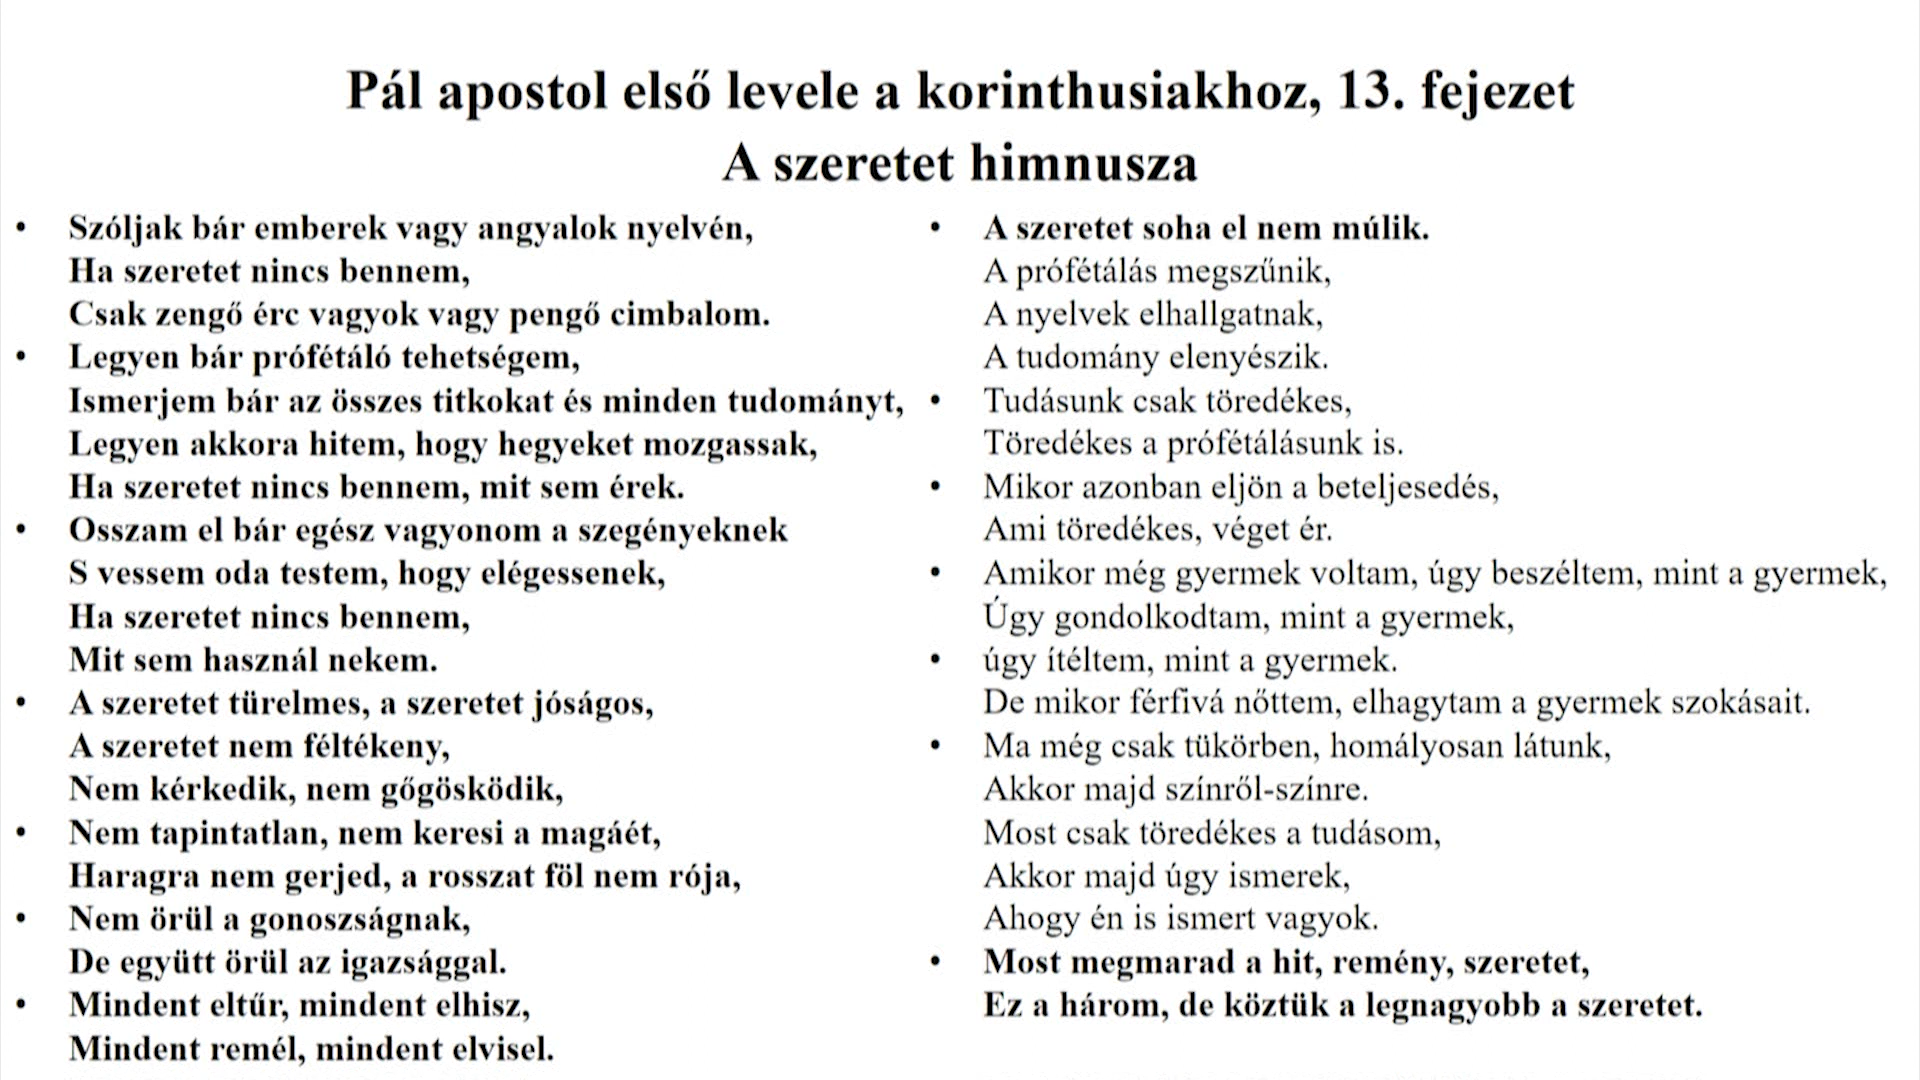 Pál apostol első levele a korinthusiakhoz, 13. fejezet
A szeretet himnusza
• Szóljak bár emberek vagy angyalok nyelvén,
Ha szeretet nincs bennem,
Csak zengő érc vagyok vagy pengő cimbalom.
• Legyen bár prófétáló tehetségem,
Ismerjem bár az összes titkokat és minden tudományt,
Legyen akkora hitem, hogy hegyeket mozgassak,
Ha szeretet nincs bennem, mit sem érek.
• Osszam el bár egész vagyonom a szegényeknek
S vessem oda testem, hogy elégessenek,
Ha szeretet nincs bennem,
Mit sem használ nekem.
• A szeretet türelmes, a szeretet jóságos,
A szeretet nem féltékeny,
Nem kérkedik, nem gőgösködik,
• Nem tapintatlan, nem keresi a magáét,
Haragra nem gerjed, a rosszat föl nem rója,
• Nem örül a gonoszságnak,
De együtt örül az igazsággal.
• Mindent eltűr, mindent elhisz,
Mindent remél, mindent elvisel.
• A szeretet soha el nem múlik.
A prófétálás megszűnik,
A nyelvek elhallgatnak,
A tudomány elenyészik.
• Tudásunk csak töredékes,
Töredékes a prófétálásunk is.
• Mikor azonban eljön a beteljesedés,
Ami töredékes, véget ér.
• Amikor még gyermek voltam, úgy beszéltem, mint a gyermek,
Úgy gondolkodtam, mint a gyermek,
• úgy ítéltem, mint a gyermek.
De mikor férfivá nőttem, elhagytam a gyermek szokásait.
• Ma még csak tükörben, homályosan látunk,
Akkor majd színről-színre.
Most csak töredékes a tudásom,
Akkor majd úgy ismerek,
Ahogy én is ismert vagyok.
• Most megmarad a hit, remény, szeretet,
Ez a három, de köztük a legnagyobb a szeretet.